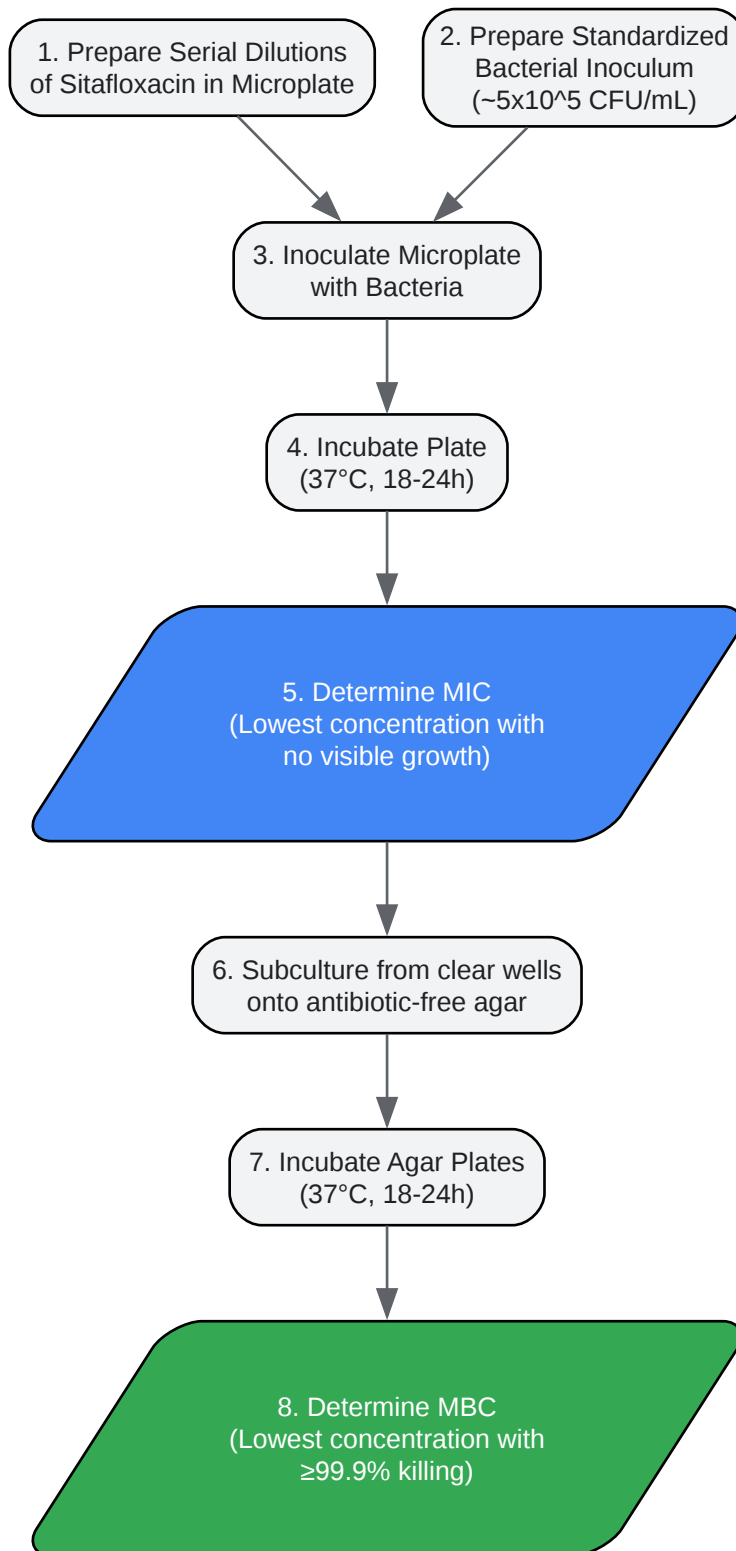 1. Prepare Serial Dilutions
of Sitafloxacin in Microplate
2. Prepare Standardized
Bacterial Inoculum
(~5x10^5 CFU/mL)
3. Inoculate Microplate
with Bacteria
4. Incubate Plate
(37°C, 18-24h)
5. Determine MIC
(Lowest concentration with
no visible growth)
6. Subculture from clear wells
onto antibiotic-free agar
7. Incubate Agar Plates
(37°C, 18-24h)
8. Determine MBC
(Lowest concentration with
≥99.9% killing)